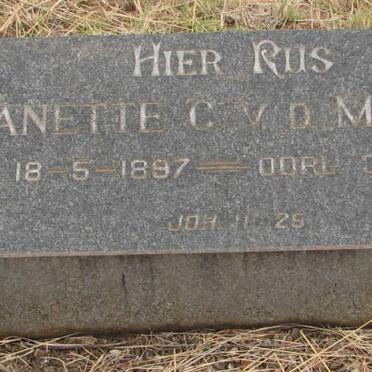 HIER RUS
ANETTE C. V. D. M
18-5-1897 = OORL
JOH. 11:25